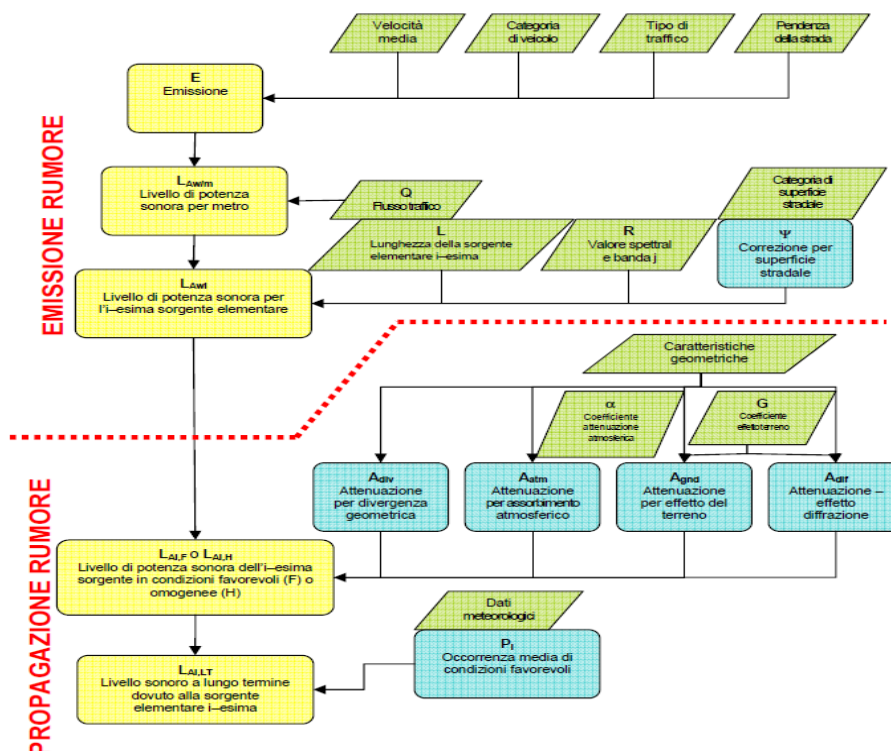 Velocità
media
Categoria
di veicolo
Tipo di
traffico
Pendenza
della strada
E
Emissione
EMISSIONE RUMORE
LAw/m
Livello di potenza
sonora per metro
Q
Flusso traffico
Categoria di
superficie
stradale
L
Lunghezza della sorgente
elementare i–esima
R
Valore spettral
e banda j
Ψ
Correzione per
superficie
stradale
LAwi
Livello di potenza sonora per
l'i–esima sorgente elementare
Caratteristiche
geometriche
α
Coefficiente
attenuazione
atmosferica
G
Coefficiente
effetto terreno
Adiv
Attenuazione
per divergenza
geometrica
Aatm
Attenuazione
per assorbimento
atmosferico
Agnd
Attenuazione
per effetto del
terreno
Adif
Attenuazione –
effetto
diffrazione
PROPAGAZIONE RUMORE
LAi,F o LAi,H
Livello di potenza sonora dell'i–esima
sorgente in condizioni favorevoli (F) o
omogenee (H)
Dati
meteorologici
Pi
Occorrenza media di
condizioni favorevoli
LAi,LT
Livello sonoro a lungo termine
dovuto alla sorgente
elementare i–esima